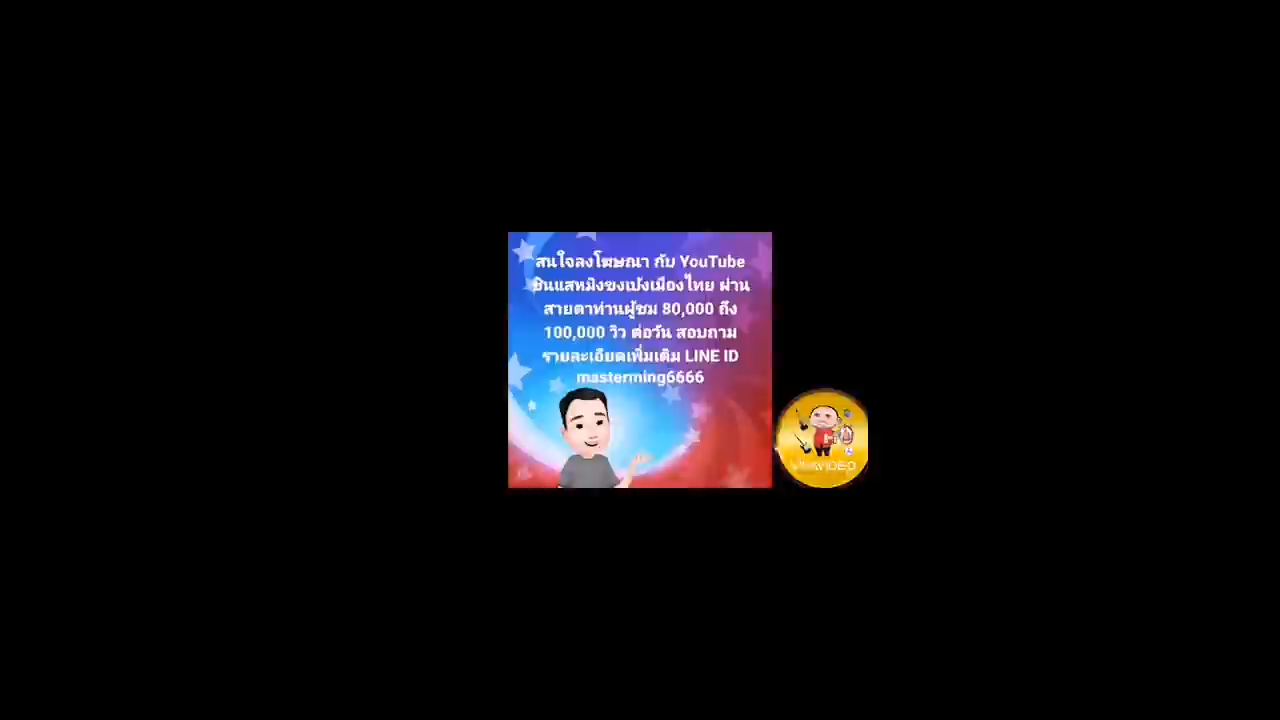 สนใจลงโฆษณา กับ YouTube
ซินแสหมิงขงเบ้งเมืองไทย ผ่าน
สายตาท่านผู้ชม 80,000 ถึง
100,000 วิว ต่อวัน สอบถาม
รายละเอียดเพิ่มเติม LINE ID
masterming6666